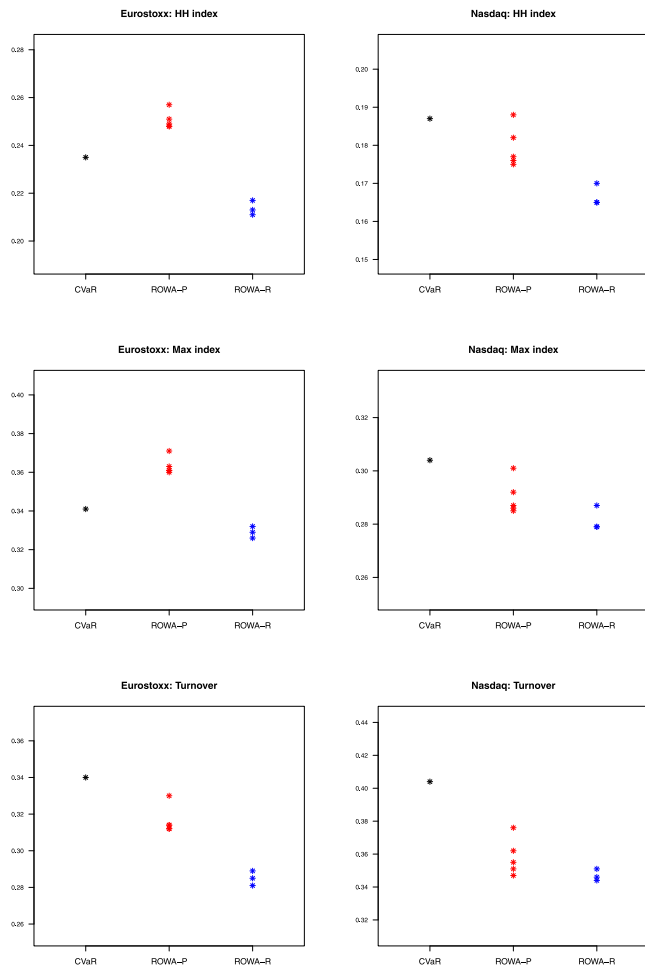 Eurostoxx: HH index
0.28
0.26
0.24
0.22
0.20
CVaR ROWA−P ROWA−R
Nasdaq: HH index
0.20
0.19
0.18
0.17
0.16
0.15
CVaR ROWA−P ROWA−R
Eurostoxx: Max index
0.40
0.38
0.36
0.34
0.32
0.30
CVaR ROWA−P ROWA−R
Nasdaq: Max index
0.32
0.30
0.28
0.26
CVaR ROWA−P ROWA−R
Eurostoxx: Turnover
0.36
0.34
0.32
0.30
0.28
0.26
CVaR ROWA−P ROWA−R
Nasdaq: Turnover
0.44
0.42
0.40
0.38
0.36
0.34
0.32
CVaR ROWA−P ROWA−R